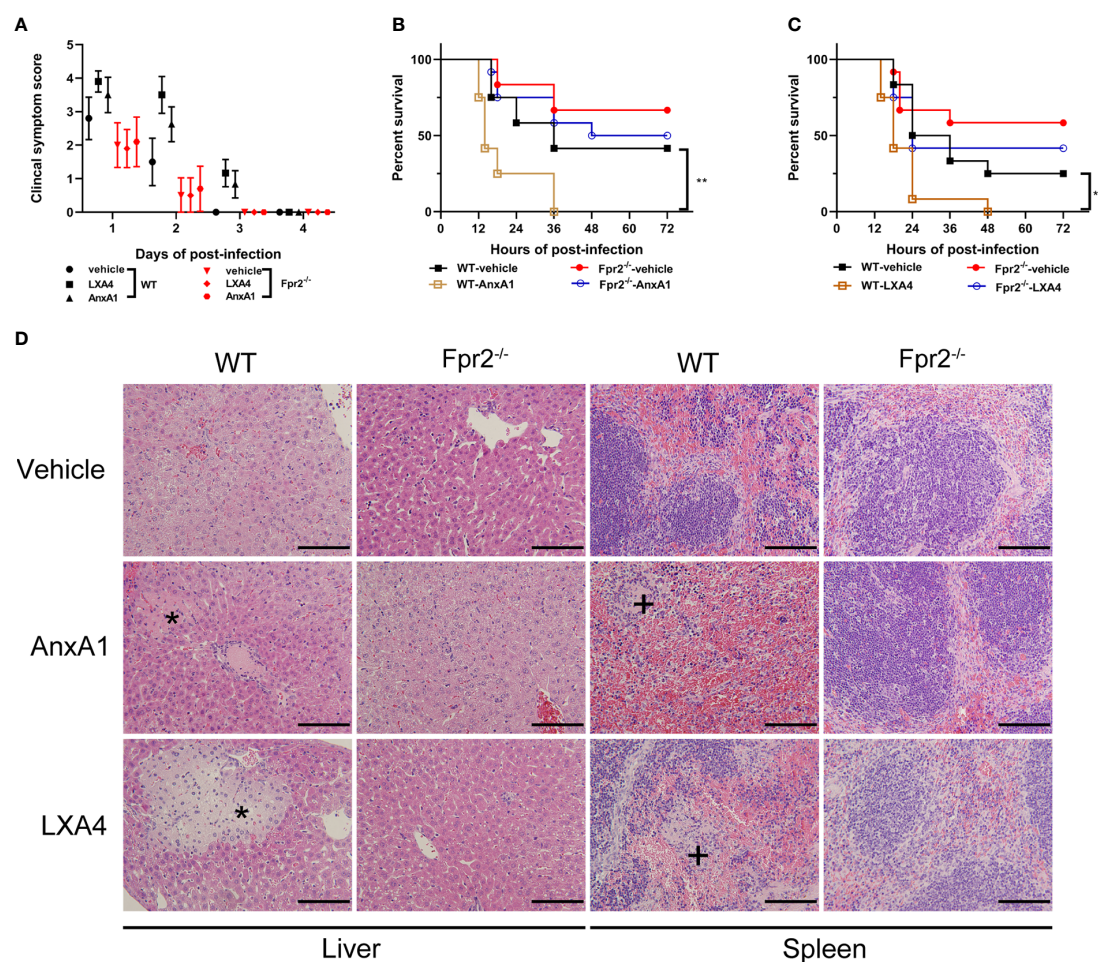 A
Clincal symptom score
5
4
3
2
1
0
1 2 3 4
Days of post-infection
vehicle
LXA4
AnxA1
WT
vehicle
LXA4
AnxA1
Fpr2-/-
B
Percent survival
100
50
0
0 12 24 36 48 60 72
**
Hours of post-infection
WT-vehicle
WT-AnxA1
Fpr2-/--vehicle
Fpr2-/--AnxA1
C
Percent survival
100
50
0
0 12 24 36 48 60 72
*
Hours of post-infection
WT-vehicle
WT-LXA4
Fpr2-/--vehicle
Fpr2-/--LXA4
D
WT Fpr2-/- WT Fpr2-/-
Vehicle
AnxA1
* +
LXA4
* +
Liver Spleen